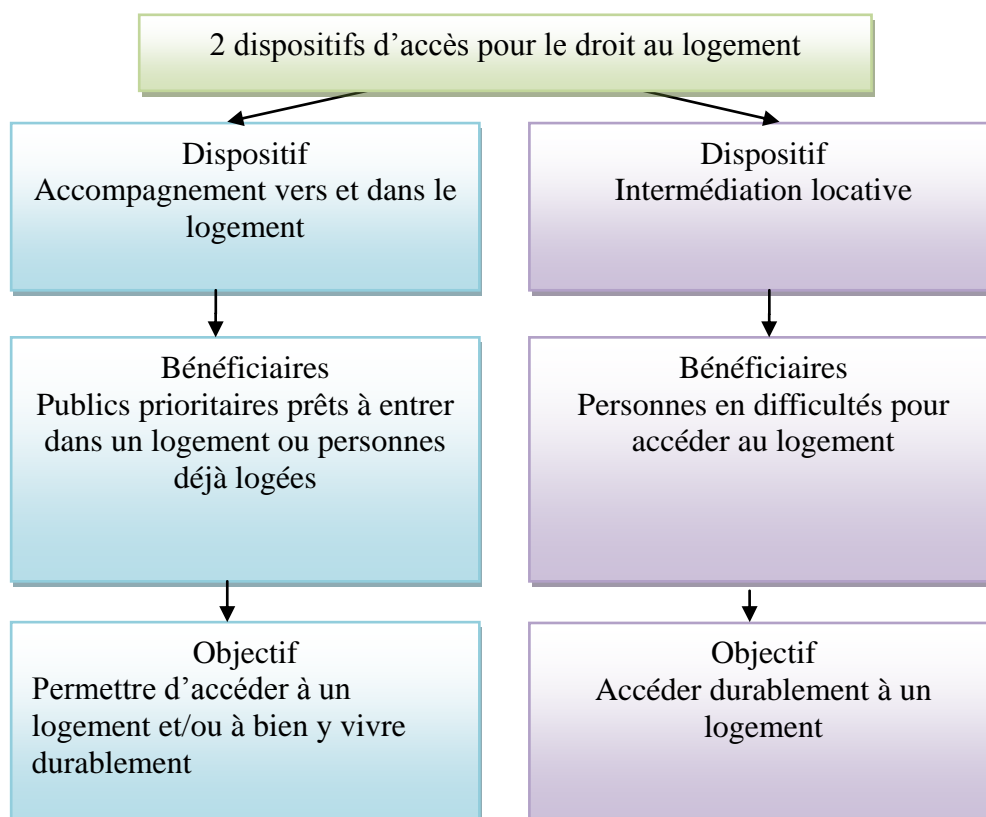 2 dispositifs d’accès pour le droit au logement
Dispositif
Accompagnement vers et dans le
logement
Dispositif
Intermédiation locative
Bénéficiaires
Publics prioritaires prêts à entrer
dans un logement ou personnes
déjà logées
Bénéficiaires
Personnes en difficultés pour
accéder au logement
Objectif
Permettre d’accéder à un
logement et/ou à bien y vivre
durablement
Objectif
Accéder durablement à un
logement